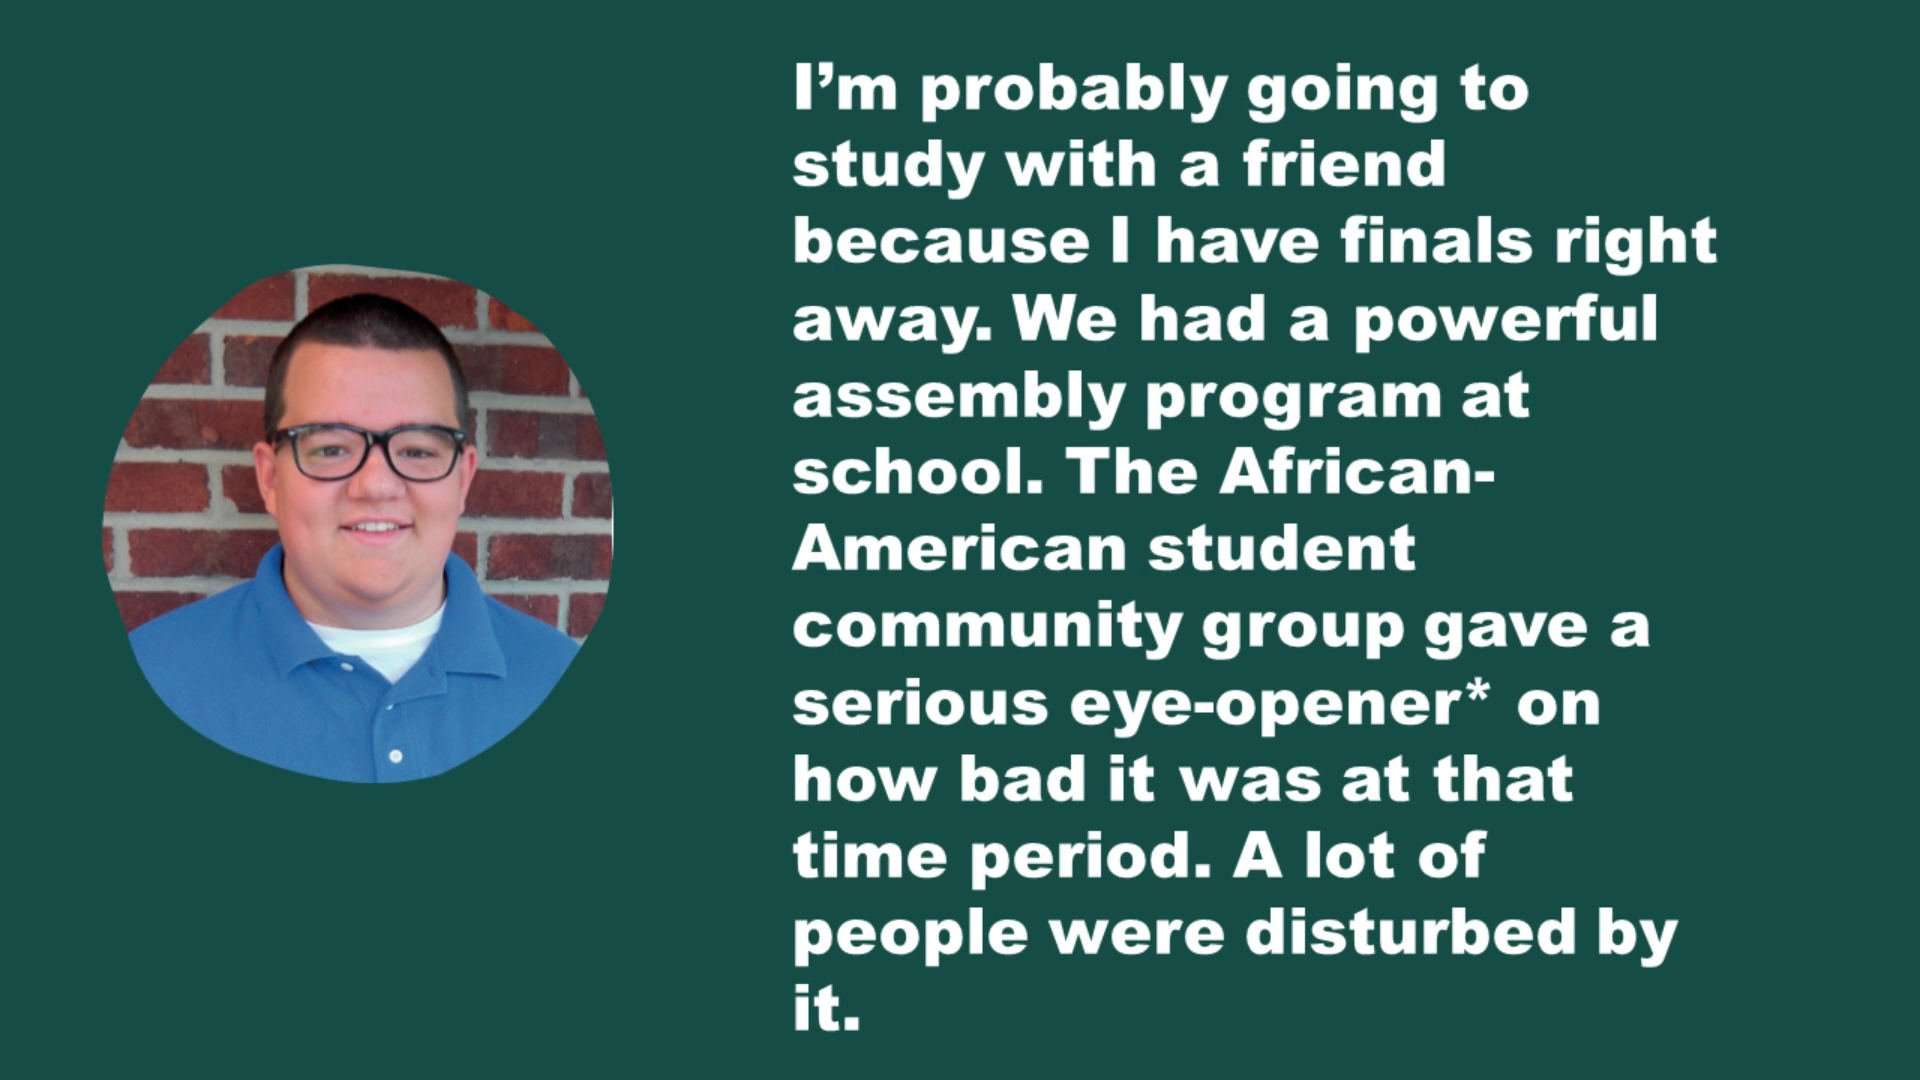 I’m probably going to
study with a friend
because I have finals right
away. We had a powerful
assembly program at
school. The African-
American student
community group gave a
serious eye-opener* on
how bad it was at that
time period. A lot of
people were disturbed by
it.